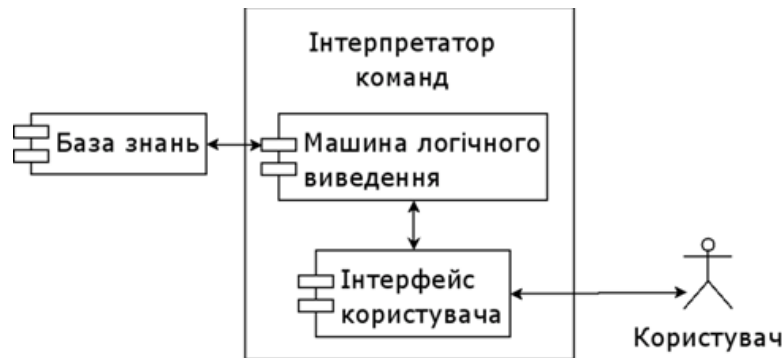 Інтерпретатор
команд
База знань
Машина логічного
виведення
Інтерфейс
користувача
Користувач